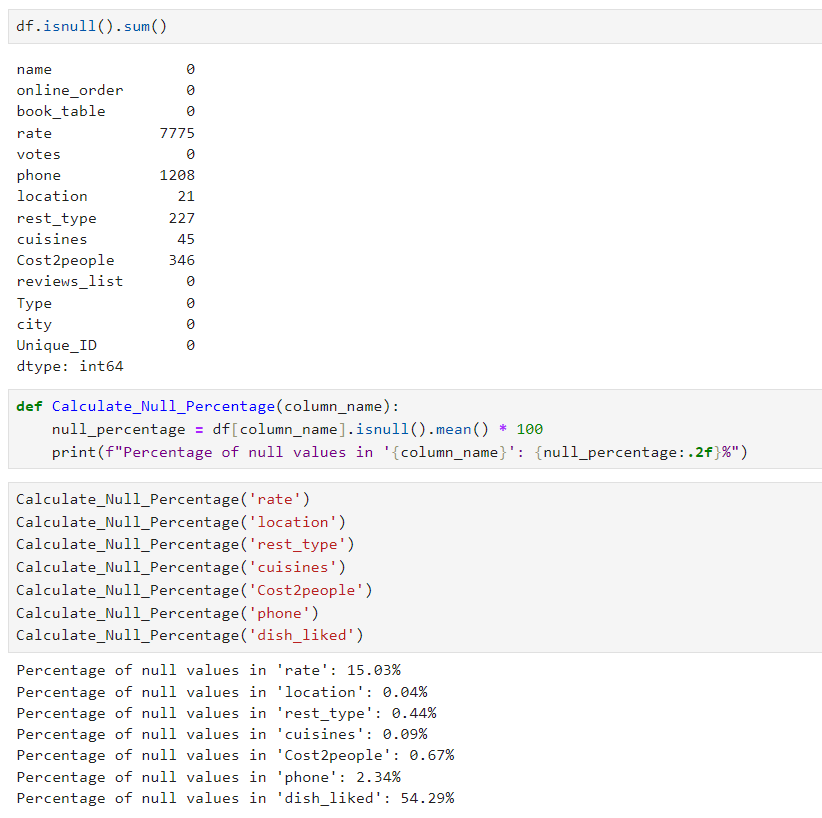 df.isnull().sum()
name 0
online_order 0
book_table 0
rate 7775
votes 0
phone 1208
location 21
rest_type 227
cuisines 45
Cost2people 346
reviews_list 0
Type 0
city 0
Unique_ID 0
dtype: int64
def Calculate_Null_Percentage(column_name):
    null_percentage = df[column_name].isnull().mean() * 100
    print(f"Percentage of null values in '{column_name}': {null_percentage:.2f}%")
Calculate_Null_Percentage('rate')
Calculate_Null_Percentage('location')
Calculate_Null_Percentage('rest_type')
Calculate_Null_Percentage('cuisines')
Calculate_Null_Percentage('Cost2people')
Calculate_Null_Percentage('phone')
Calculate_Null_Percentage('dish_liked')
Percentage of null values in 'rate': 15.03%
Percentage of null values in 'location': 0.04%
Percentage of null values in 'rest_type': 0.44%
Percentage of null values in 'cuisines': 0.09%
Percentage of null values in 'Cost2people': 0.67%
Percentage of null values in 'phone': 2.34%
Percentage of null values in 'dish_liked': 54.29%